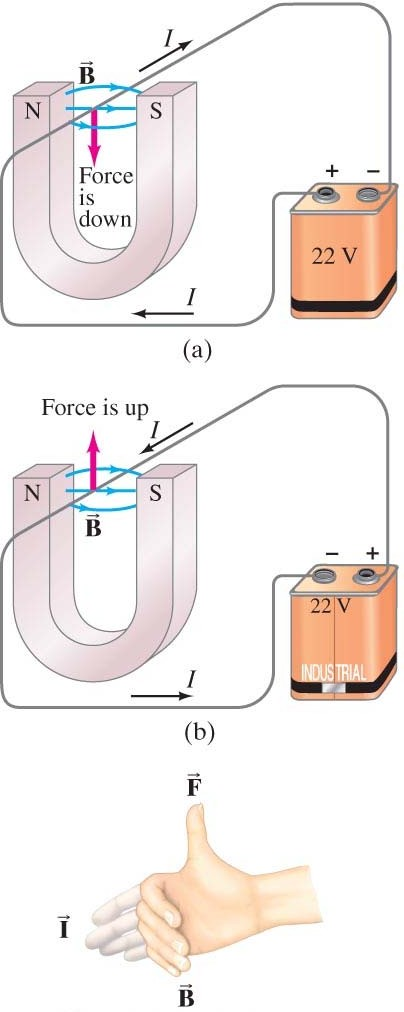 I
B⃗
N
S
Force
is
down
+ −
22 V
I
(a)
Force is up
I
N
S
B⃗
− +
22 V
INDUSTRIAL
I
(b)
F⃗
I⃗
B⃗